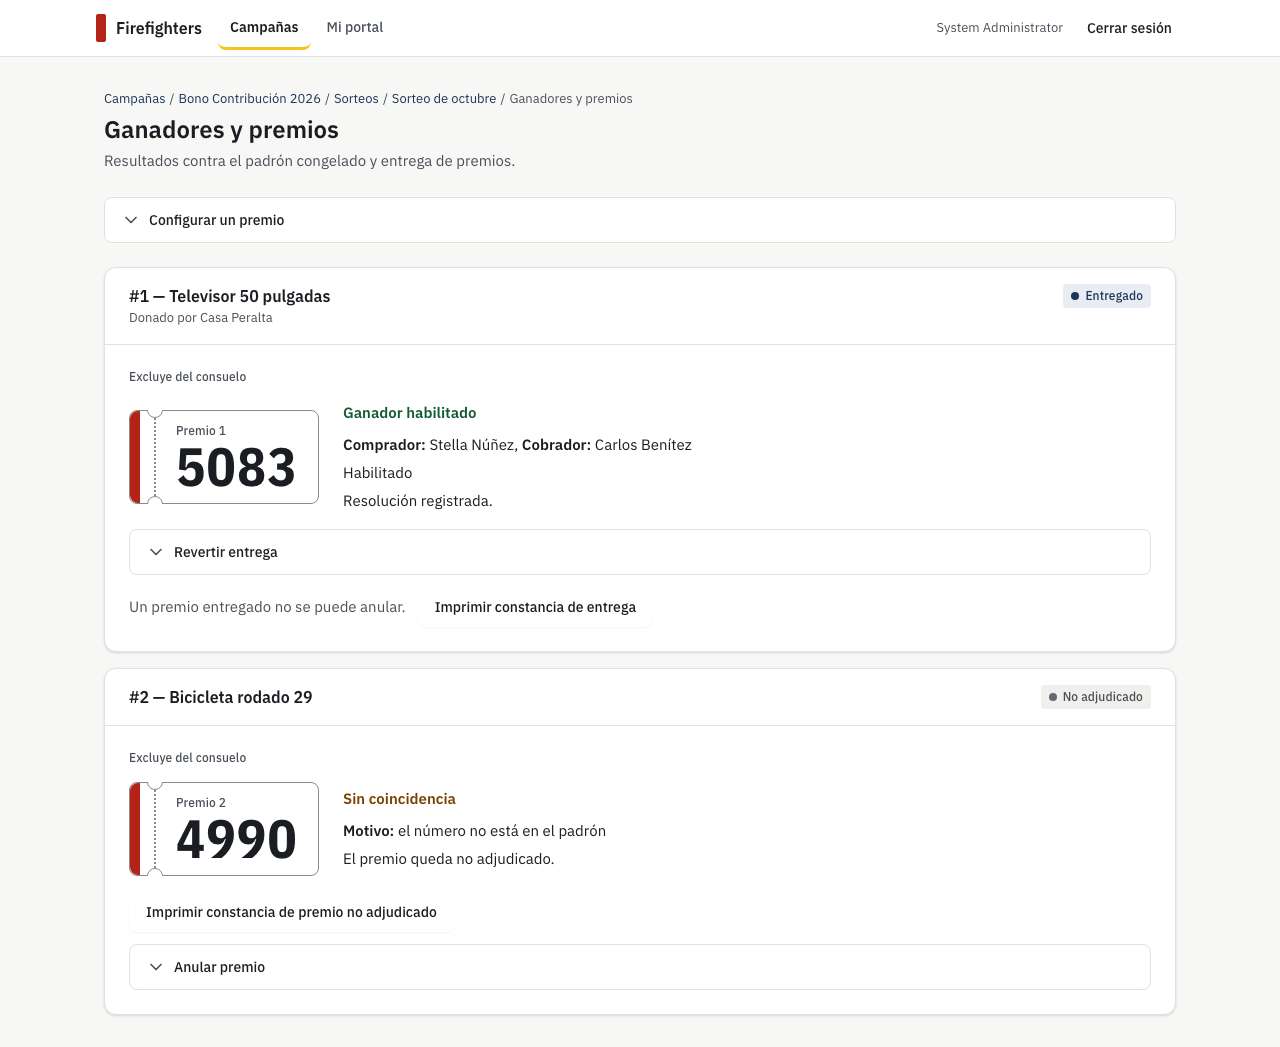 Firefighters
Campañas
Mi portal
System Administrator
Cerrar sesión
Campañas / Bono Contribución 2026 / Sorteos / Sorteo de octubre / Ganadores y premios
Ganadores y premios
Resultados contra el padrón congelado y entrega de premios.
Configurar un premio
#1 — Televisor 50 pulgadas
Entregado
Donado por Casa Peralta
Excluye del consuelo
Premio 1
5083
Ganador habilitado
Comprador: Stella Núñez, Cobrador: Carlos Benítez
Habilitado
Resolución registrada.
Revertir entrega
Un premio entregado no se puede anular.
Imprimir constancia de entrega
#2 — Bicicleta rodado 29
No adjudicado
Excluye del consuelo
Premio 2
4990
Sin coincidencia
Motivo: el número no está en el padrón
El premio queda no adjudicado.
Imprimir constancia de premio no adjudicado
Anular premio